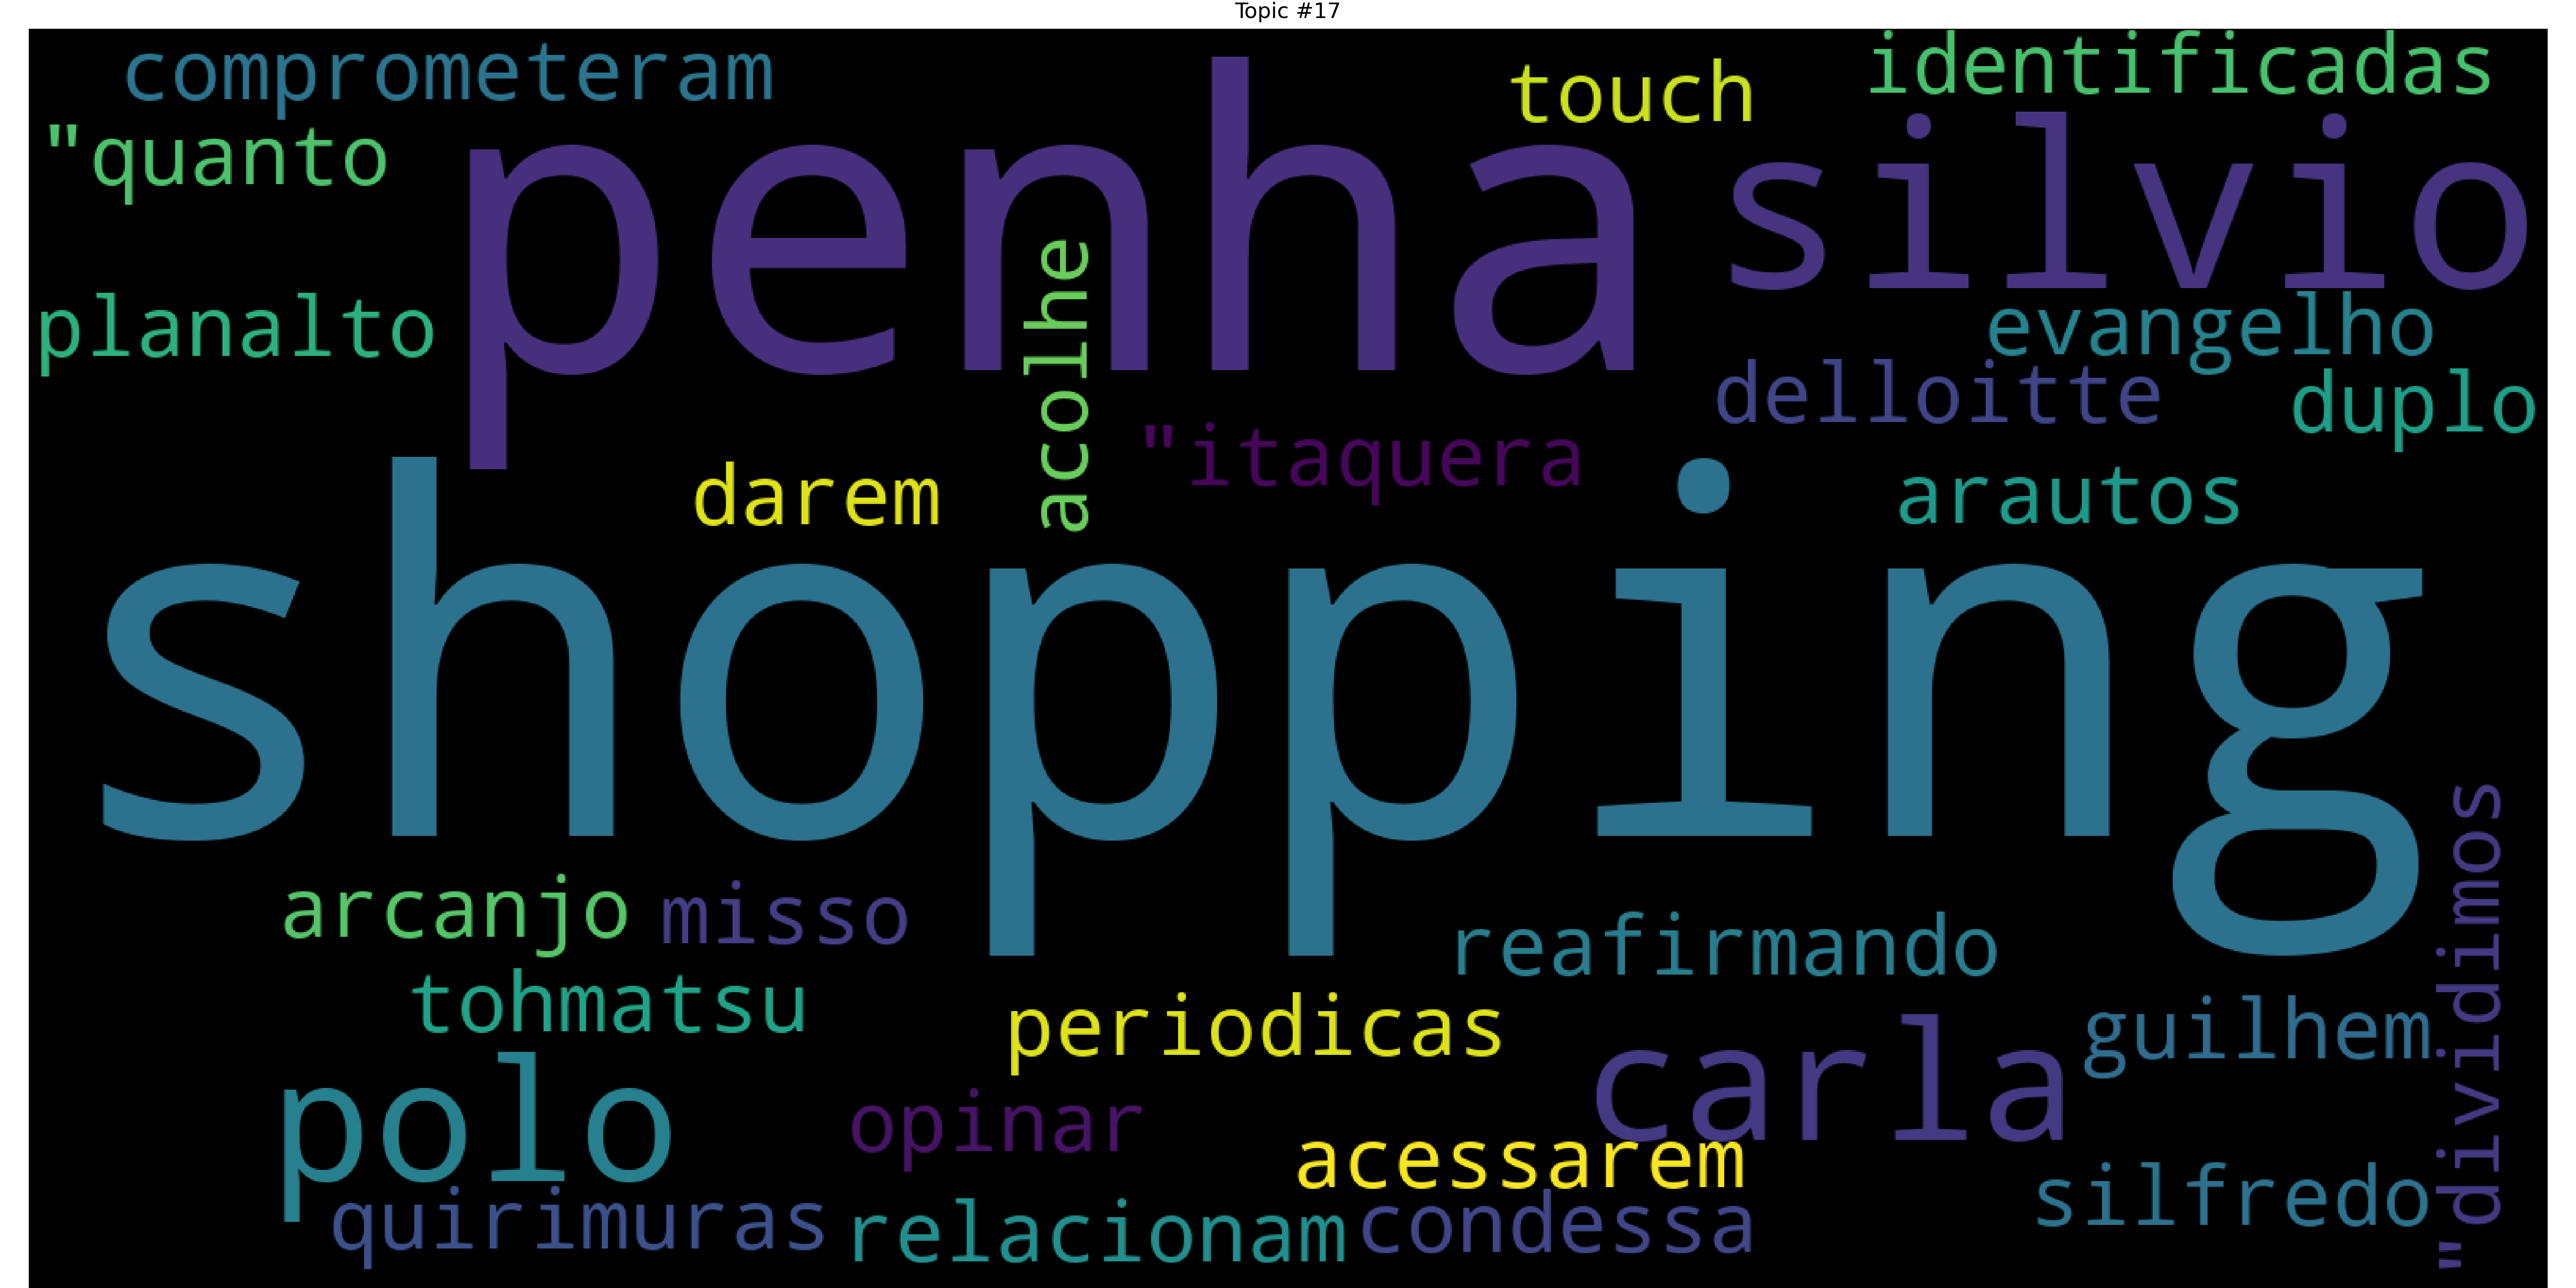 Topic #17
comprometeram
touch
identificadas
"quanto
penha
silvio
planalto
acolhe
evangelho
delloitte
duplo
"itaquera
darem
arautos
shopping
arcanjo
misso
reafirmando
"dividimos
tohmatsu
periodicas
guilhem
polo
carla
opinar
acessarem
silfredo
quirimuras
relacionam
condessa